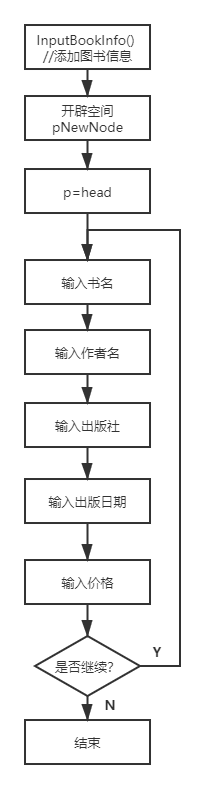 InputBookInfo()
//添加图书信息
开辟空间
pNewNode
p=head
输入书名
输入作者名
输入出版社
输入出版日期
输入价格
是否继续?
Y
N
结束